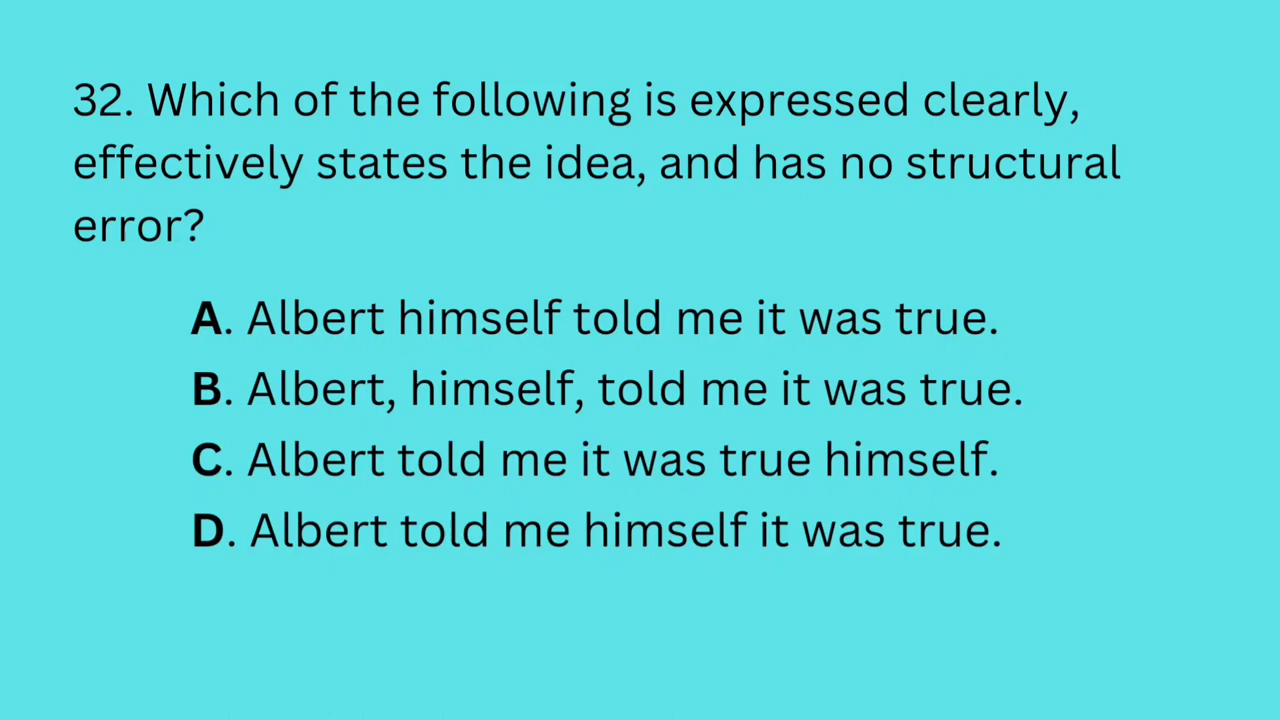 32. Which of the following is expressed clearly,
effectively states the idea, and has no structural
error?
A. Albert himself told me it was true.
B. Albert, himself, told me it was true.
C. Albert told me it was true himself.
D. Albert told me himself it was true.